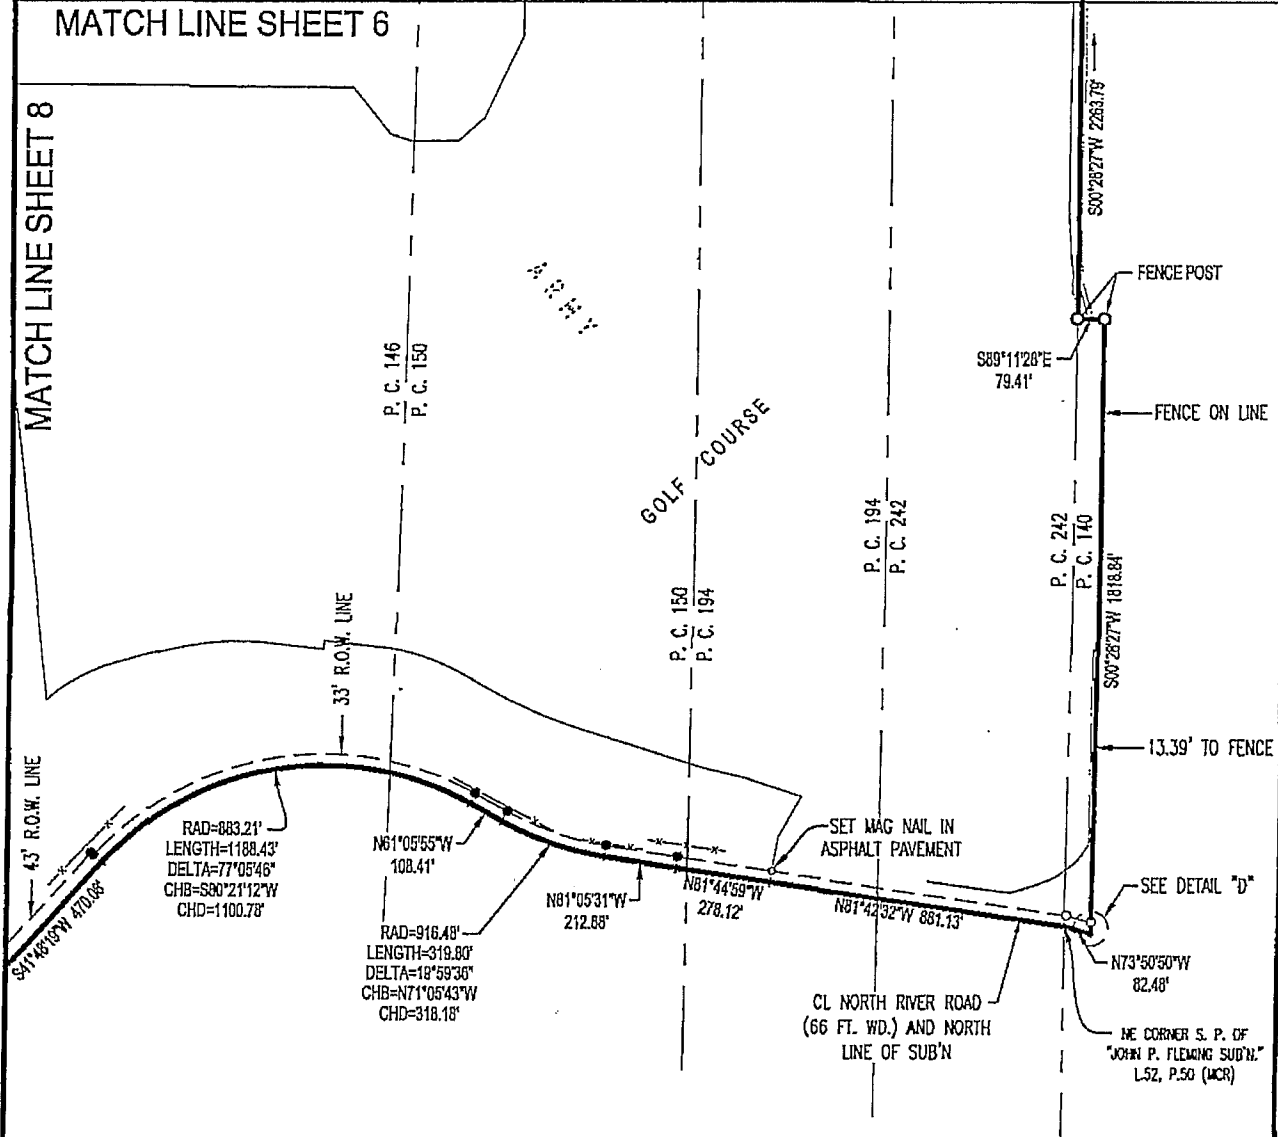 MATCH LINE SHEET 6
MATCH LINE SHEET 8
S00°28'27"W 2263.79'
FENCE POST
S89°11'28"E
79.41'
FENCE ON LINE
ARMY
GOLF COURSE
P. C. 146
P. C. 150
P. C. 150
P. C. 194
P. C. 194
P. C. 242
P. C. 242
P. C. 140
S00°28'27"W 1818.84'
13.39' TO FENCE
33' R.O.W. LINE
43' R.O.W. LINE
S41°48'19"W 470.08'
RAD=883.21'
LENGTH=1188.43'
DELTA=77°05'46"
CHB=S80°21'12"W
CHD=1100.78'
N61°05'55"W
108.41'
RAD=916.48'
LENGTH=319.80'
DELTA=19°59'36"
CHB=N71°05'43"W
CHD=318.18'
N81°05'31"W
212.88'
N81°44'59"W
278.12'
SET MAG NAIL IN
ASPHALT PAVEMENT
N81°42'32"W 881.13'
SEE DETAIL "D"
N73°50'50"W
82.48'
CL NORTH RIVER ROAD
(66 FT. WD.) AND NORTH
LINE OF SUB'N
NE CORNER S. P. OF
"JOHN P. FLEMING SUB'N."
L.52, P.50 (MCR)